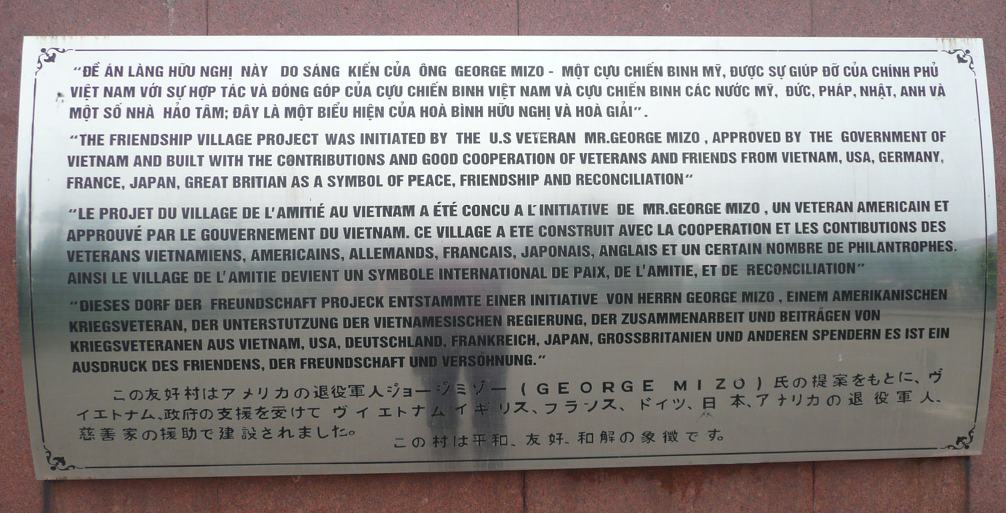 "ĐỀ ÁN LÀNG HỮU NGHỊ NÀY DO SÁNG KIẾN CỦA ÔNG GEORGE MIZO - MỘT CỰU CHIẾN BINH MỸ, ĐƯỢC SỰ GIÚP ĐỠ CỦA CHÍNH PHỦ
VIỆT NAM VỚI SỰ HỢP TÁC VÀ ĐÓNG GÓP CỦA CỰU CHIẾN BINH VIỆT NAM VÀ CỰU CHIẾN BINH CÁC NƯỚC MỸ, ĐỨC, PHÁP, NHẬT, ANH VÀ
MỘT SỐ NHÀ HẢO TÂM; ĐÂY LÀ MỘT BIỂU HIỆN CỦA HOÀ BÌNH HỮU NGHỊ VÀ HOÀ GIẢI".
"THE FRIENDSHIP VILLAGE PROJECT WAS INITIATED BY THE U.S VETERAN MR.GEORGE MIZO , APPROVED BY THE GOVERNMENT OF
VIETNAM AND BUILT WITH THE CONTRIBUTIONS AND GOOD COOPERATION OF VETERANS AND FRIENDS FROM VIETNAM, USA, GERMANY,
FRANCE, JAPAN, GREAT BRITIAN AS A SYMBOL OF PEACE, FRIENDSHIP AND RECONCILIATION"
"LE PROJET DU VILLAGE DE L'AMITIÉ AU VIETNAM A ÉTÉ CONCU A L'INITIATIVE DE MR.GEORGE MIZO , UN VETERAN AMERICAIN ET
APPROUVÉ PAR LE GOUVERNEMENT DU VIETNAM. CE VILLAGE A ETE CONSTRUIT AVEC LA COOPERATION ET LES CONTIBUTIONS DES
VETERANS VIETNAMIENS, AMERICAINS, ALLEMANDS, FRANCAIS, JAPONAIS, ANGLAIS ET UN CERTAIN NOMBRE DE PHILANTROPHES.
AINSI LE VILLAGE DE L'AMITIE DEVIENT UN SYMBOLE INTERNATIONAL DE PAIX, DE L'AMITIE, ET DE RECONCILIATION"
"DIESES DORF DER FREUNDSCHAFT PROJECK ENTSTAMMTE EINER INITIATIVE VON HERRN GEORGE MIZO , EINEM AMERIKANISCHEN
KRIEGSVETERAN, DER UNTERSTUTZUNG DER VIETNAMESISCHEN REGIERUNG, DER ZUSAMMENARBEIT UND BEITRÄGEN VON
KRIEGSVETERANEN AUS VIETNAM, USA, DEUTSCHLAND, FRANKREICH, JAPAN, GROSSBRITANIEN UND ANDEREN SPENDERN ES IST EIN
AUSDRUCK DES FRIENDENS, DER FREUNDSCHAFT UND VERSÖHNUNG."
この友好村はアメリカの退役軍人ジョージミゾー (GEORGE MIZO) 氏の提案をもとに、ヴ
イエトナム、政府の支援を受けて ヴイエトナムイギリス、フランス、ドイツ、日本、アナリカの退役軍人、
慈善家の援助で建設されました。 この村は平和、友好、和解の象徴です。